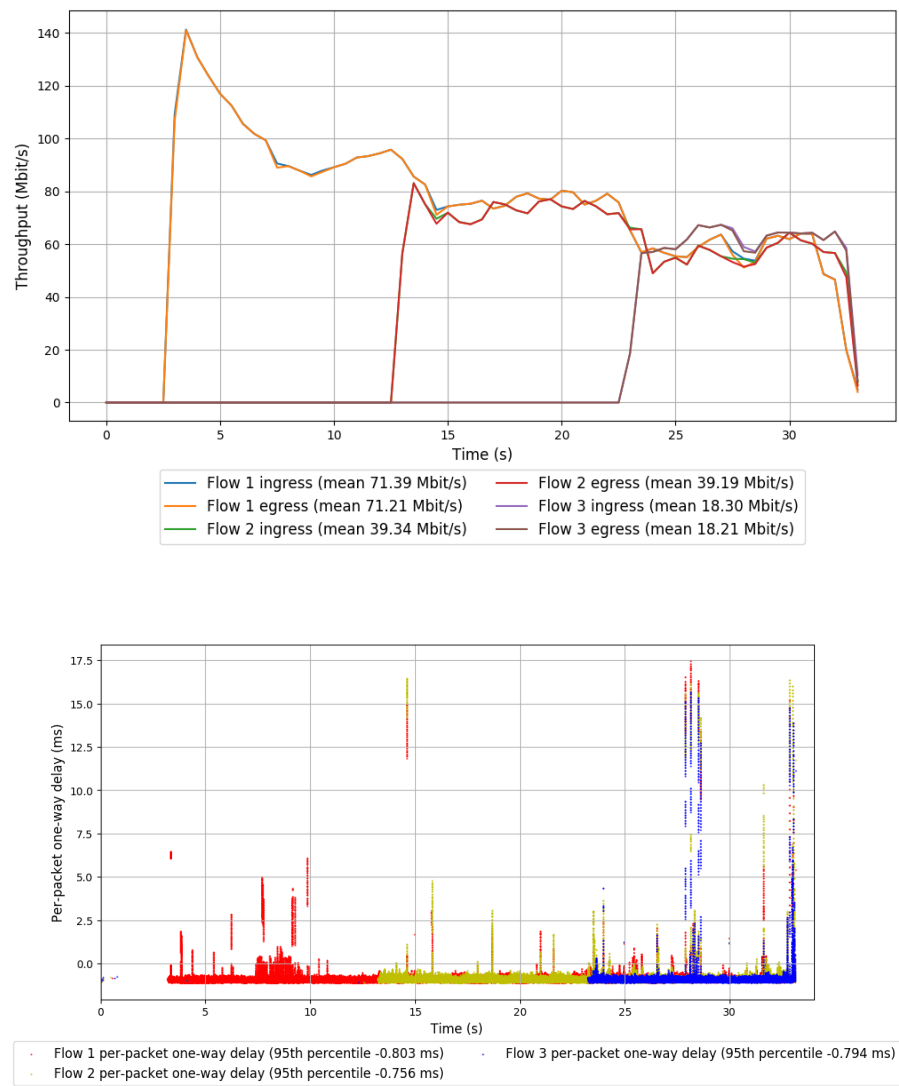 140
120
100
80
60
40
20
0
Throughput (Mbit/s)
0 5 10 15 20 25 30
Time (s)
Flow 1 ingress (mean 71.39 Mbit/s) Flow 2 egress (mean 39.19 Mbit/s)
Flow 1 egress (mean 71.21 Mbit/s) Flow 3 ingress (mean 18.30 Mbit/s)
Flow 2 ingress (mean 39.34 Mbit/s) Flow 3 egress (mean 18.21 Mbit/s)
17.5
15.0
12.5
10.0
7.5
5.0
2.5
0.0
Per-packet one-way delay (ms)
0 5 10 15 20 25 30
Time (s)
Flow 1 per-packet one-way delay (95th percentile -0.803 ms) Flow 3 per-packet one-way delay (95th percentile -0.794 ms)
Flow 2 per-packet one-way delay (95th percentile -0.756 ms)